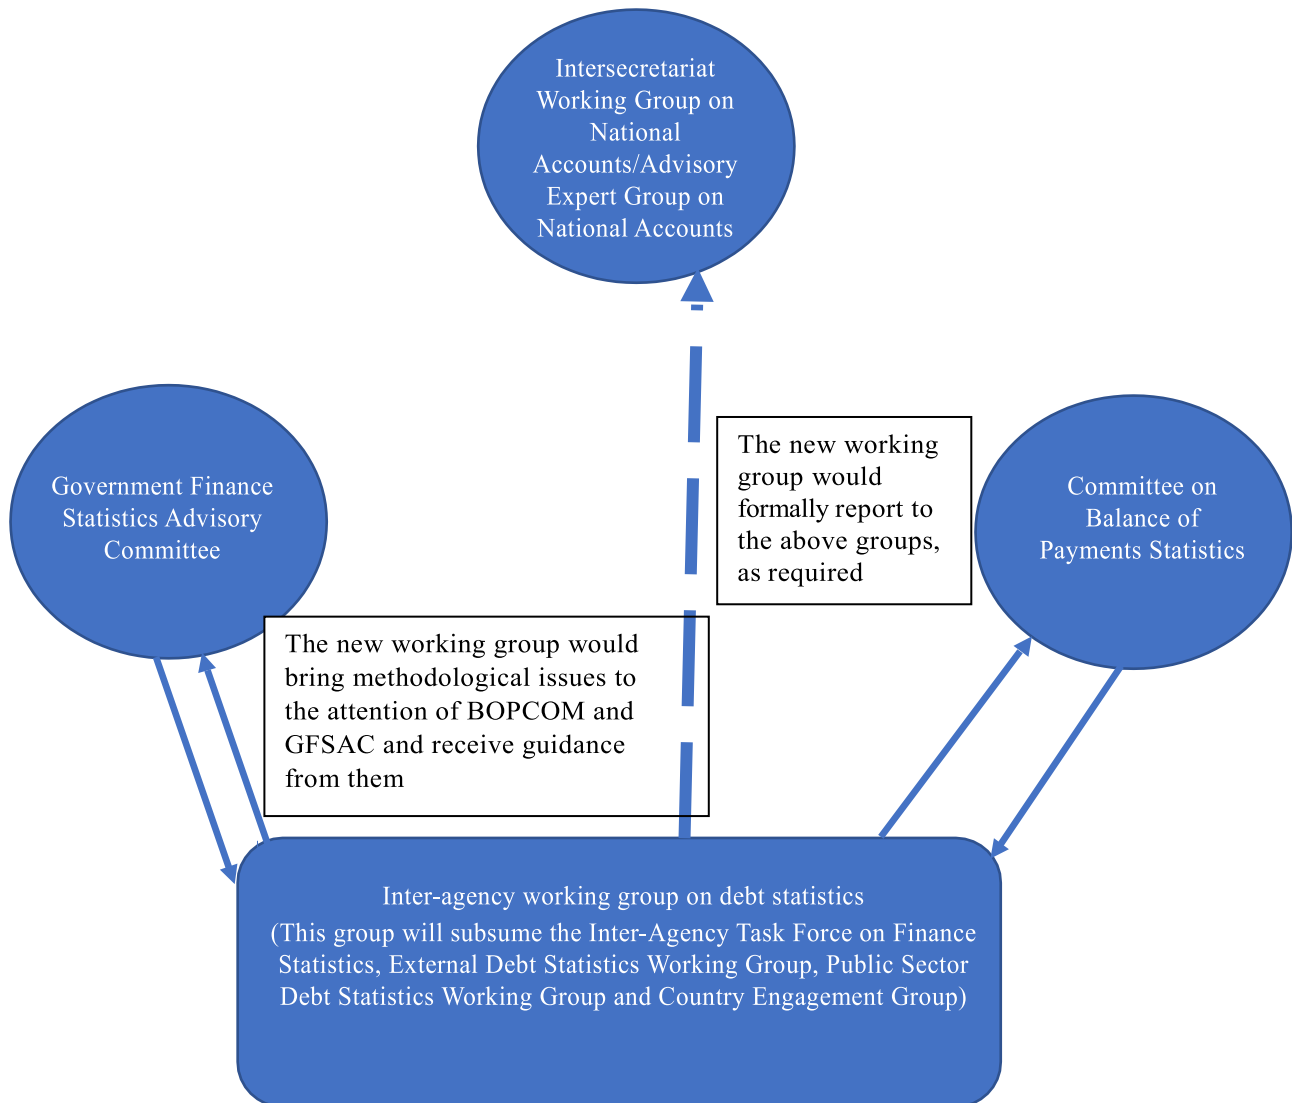 Intersecretariat
Working Group on
National
Accounts/Advisory
Expert Group on
National Accounts
Government Finance
Statistics Advisory
Committee
The new working
group would
formally report to
the above groups,
as required
Committee on
Balance of
Payments Statistics
The new working group would
bring methodological issues to
the attention of BOPCOM and
GFSAC and receive guidance
from them
Inter-agency working group on debt statistics
(This group will subsume the Inter-Agency Task Force on Finance
Statistics, External Debt Statistics Working Group, Public Sector
Debt Statistics Working Group and Country Engagement Group)